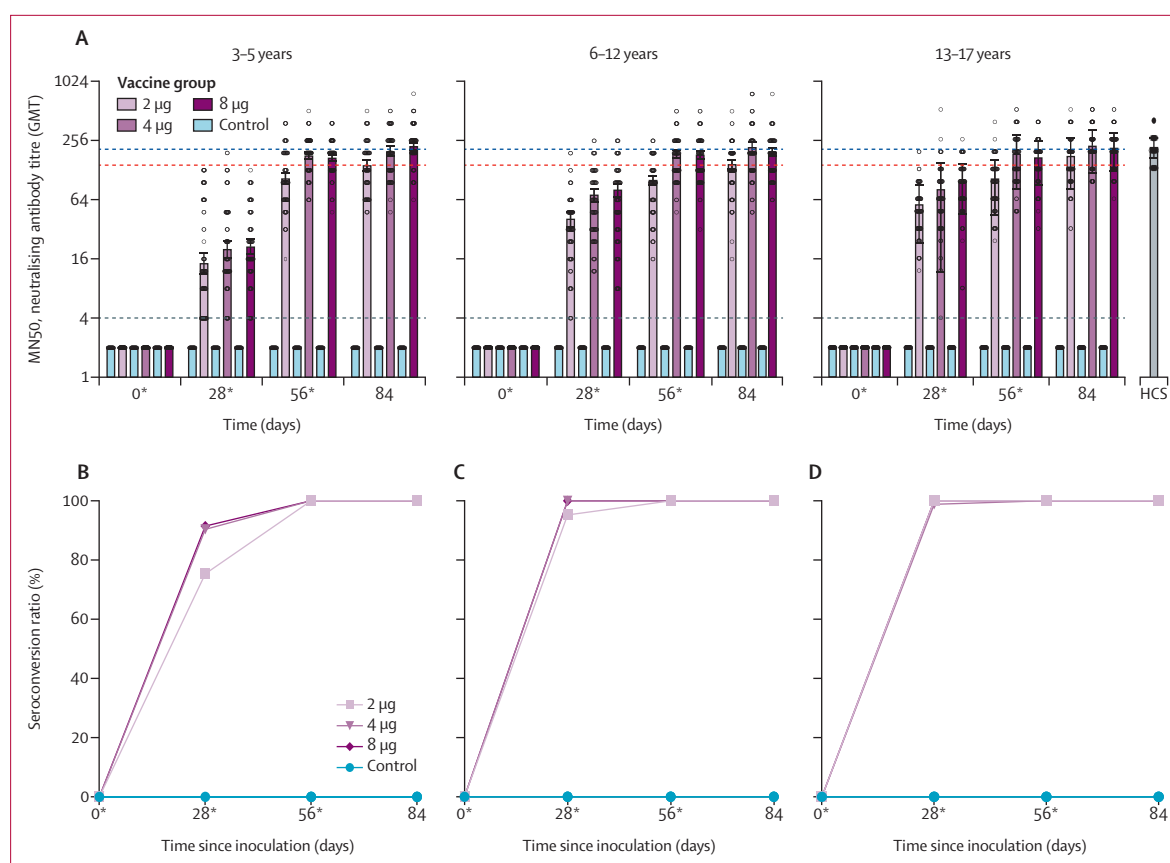 A
3–5 years
6–12 years
13–17 years
Vaccine group
2 µg
8 µg
4 µg
Control
MN50, neutralising antibody titre (GMT)
1024
256
64
16
4
1
0*
28*
56*
84
0*
28*
56*
84
0*
28*
56*
84
HCS
Time (days)
Time (days)
Time (days)
B
C
D
Seroconversion ratio (%)
100
80
60
40
20
0
2 µg
4 µg
8 µg
Control
0*
28*
56*
84
0*
28*
56*
84
0*
28*
56*
84
Time since inoculation (days)
Time since inoculation (days)
Time since inoculation (days)